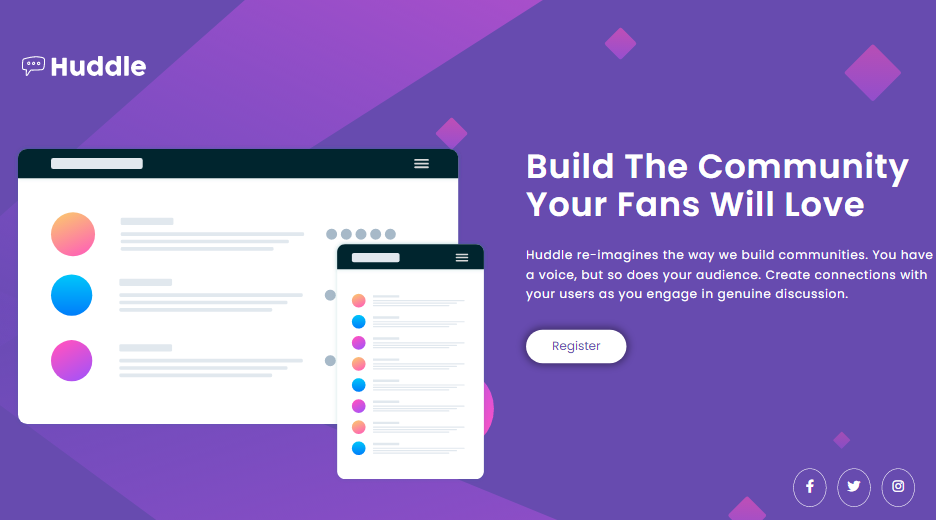 Huddle
Build The Community
Your Fans Will Love
Huddle re-imagines the way we build communities. You have
a voice, but so does your audience. Create connections with
your users as you engage in genuine discussion.
Register